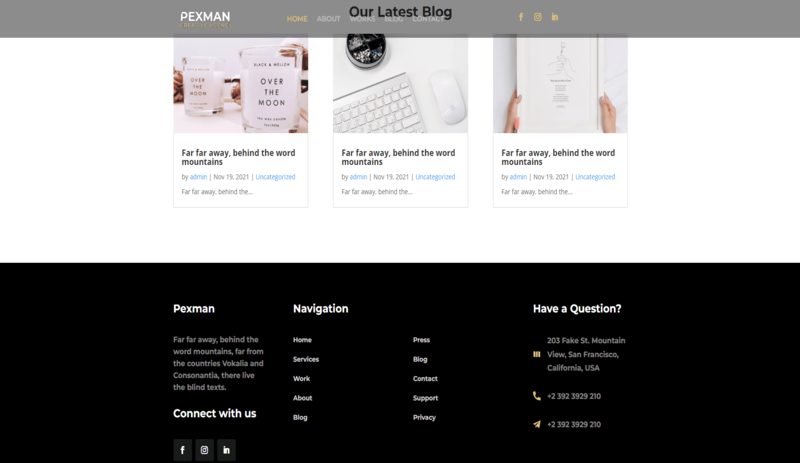 PEXMAN
HOME ABOUT WORKS BLOG CONTACT
Our Latest Blog
BLACK & MELLOW
OVER
THE
MOON
OVER
THE
MOON
Far far away, behind the word
mountains
by admin | Nov 19, 2021 | Uncategorized
Far far away, behind the...
Far far away, behind the word
mountains
by admin | Nov 19, 2021 | Uncategorized
Far far away, behind the...
Far far away, behind the word
mountains
by admin | Nov 19, 2021 | Uncategorized
Far far away, behind the...
Pexman
Far far away, behind the
word mountains, far from
the countries Vokalia and
Consonantia, there live
the blind texts.
Connect with us
Navigation
Home
Services
Work
About
Blog
Press
Blog
Contact
Support
Privacy
Have a Question?
203 Fake St. Mountain
View, San Francisco,
California, USA
+2 392 3929 210
+2 392 3929 210